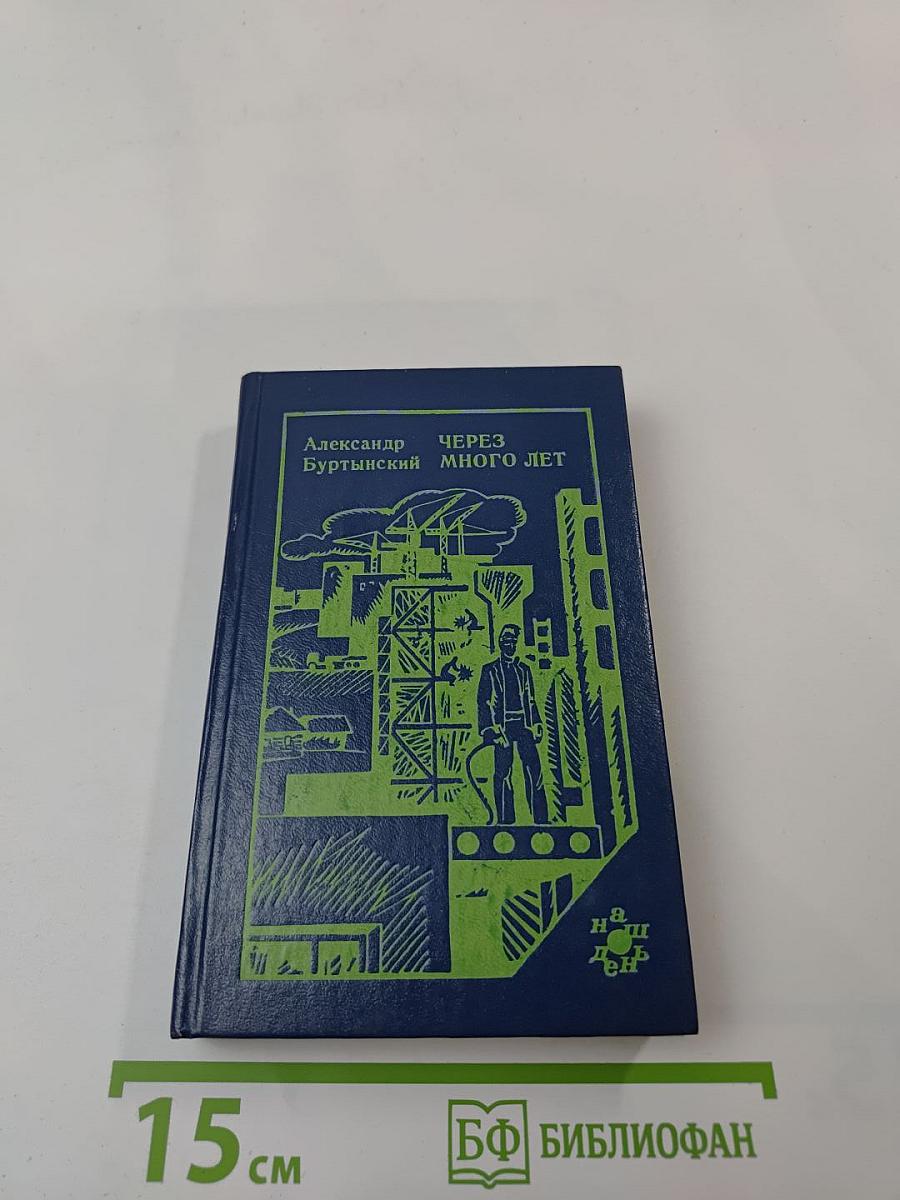 Александр
Буртынский
ЧЕРЕЗ
МНОГО ЛЕТ
наш
день
15 см
БФ БИБЛИОФАН